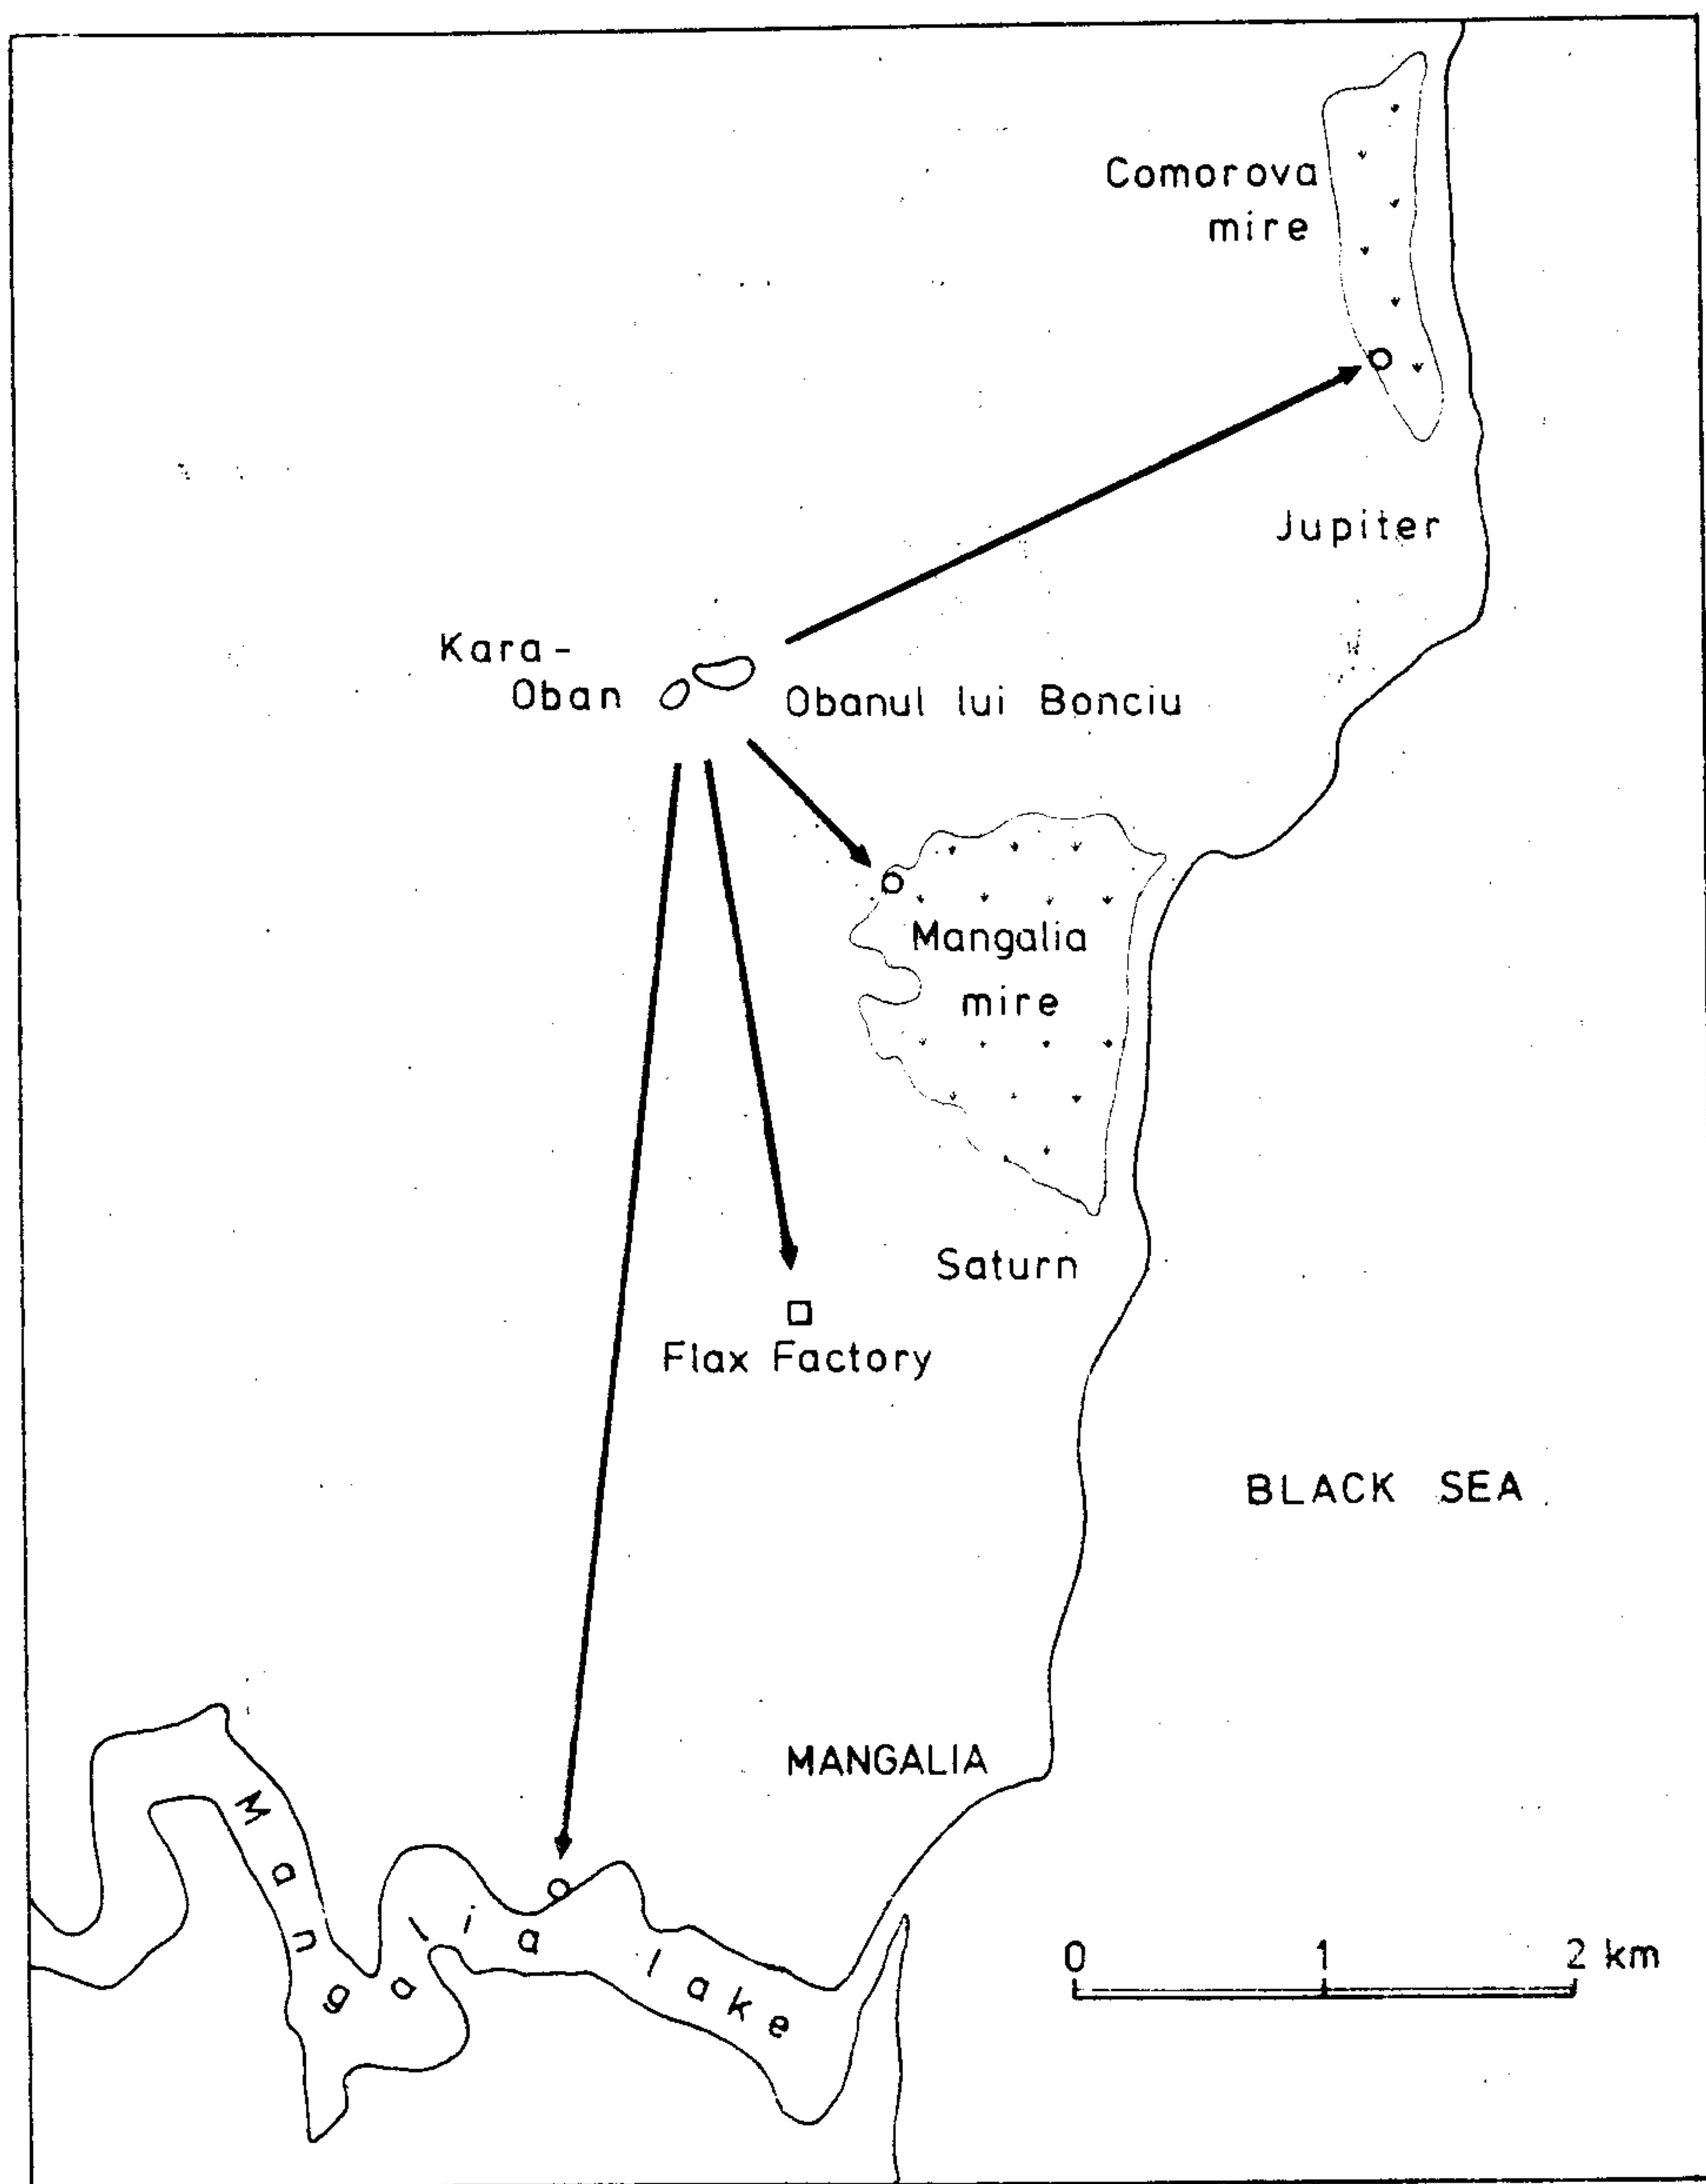 Comorova
mire
Jupiter
Kara-
Oban
Obanul lui Bonciu
Mangalia
mire
Saturn
Flax Factory
BLACK SEA
MANGALIA
Mangalia lake
0 1 2 km